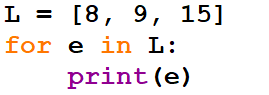 L = [8, 9, 15]
for e in L:
    print(e)